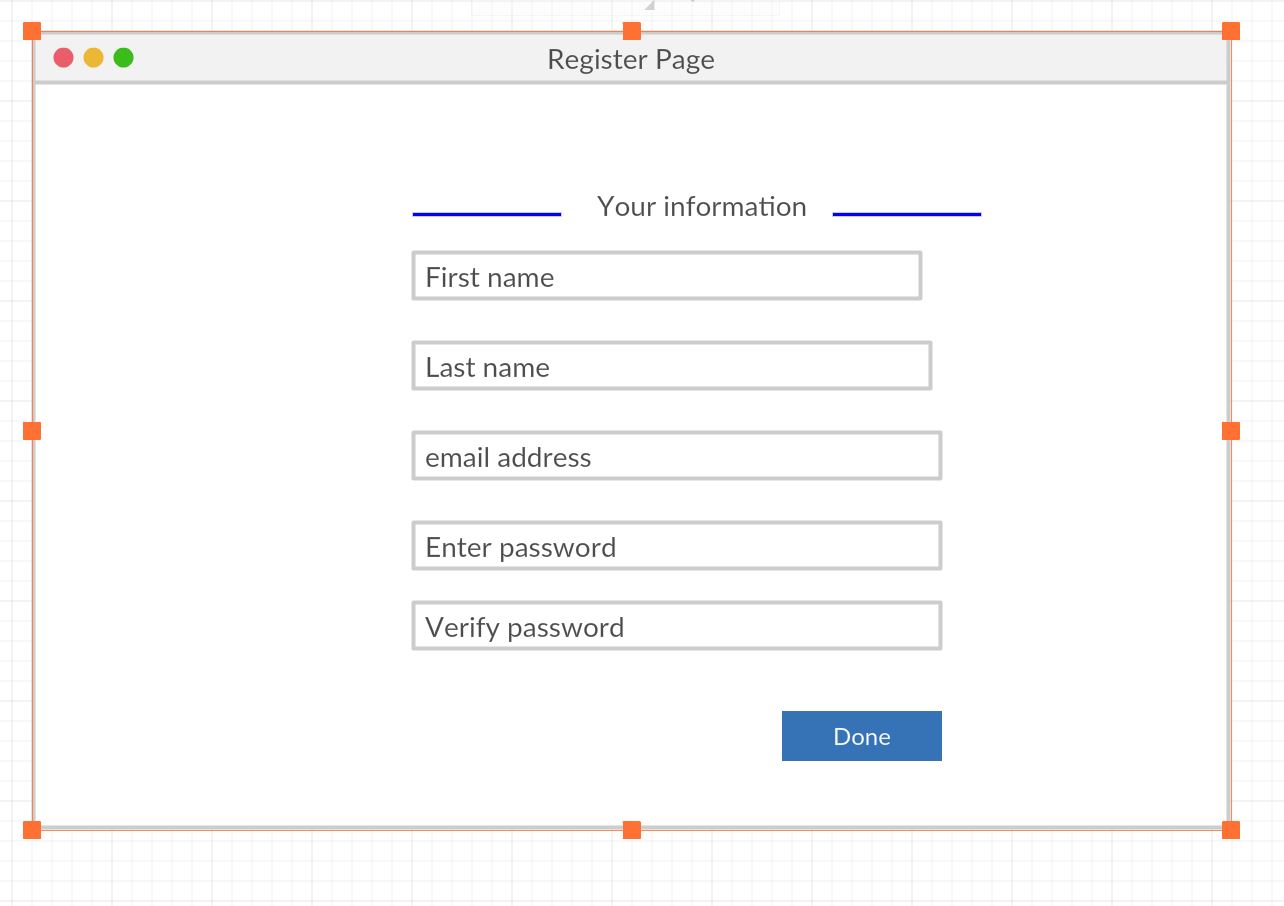 Register Page
Your information
First name
Last name
email address
Enter password
Verify password
Done